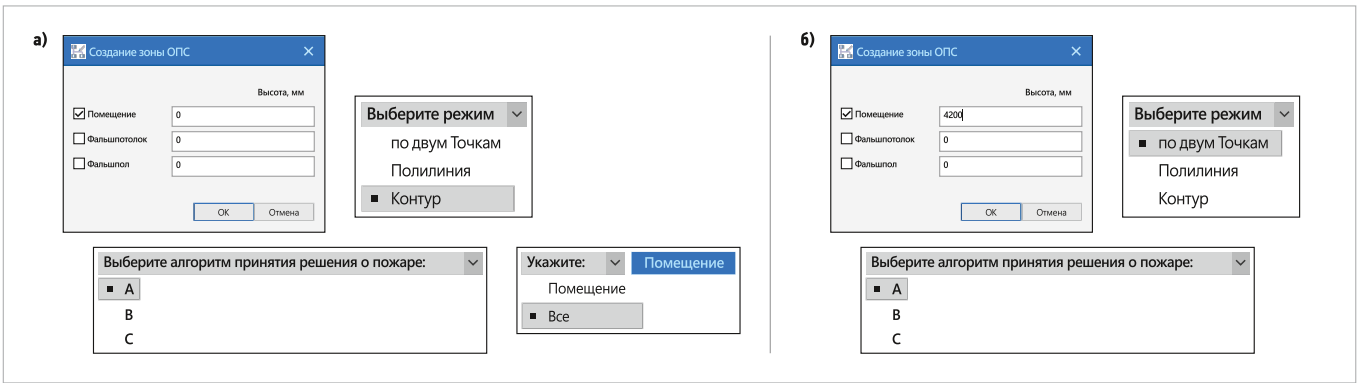 а)
Создание зоны ОПС
Высота, мм
Помещение 0
Фальшпотолок 0
Фальшпол 0
ОК Отмена
Выберите режим
по двум Точкам
Полилиния
Контур
Выберите алгоритм принятия решения о пожаре:
А
В
С
Укажите: Помещение
Помещение
Все
б)
Создание зоны ОПС
Высота, мм
Помещение 4200
Фальшпотолок 0
Фальшпол 0
ОК Отмена
Выберите режим
по двум Точкам
Полилиния
Контур
Выберите алгоритм принятия решения о пожаре:
А
В
С